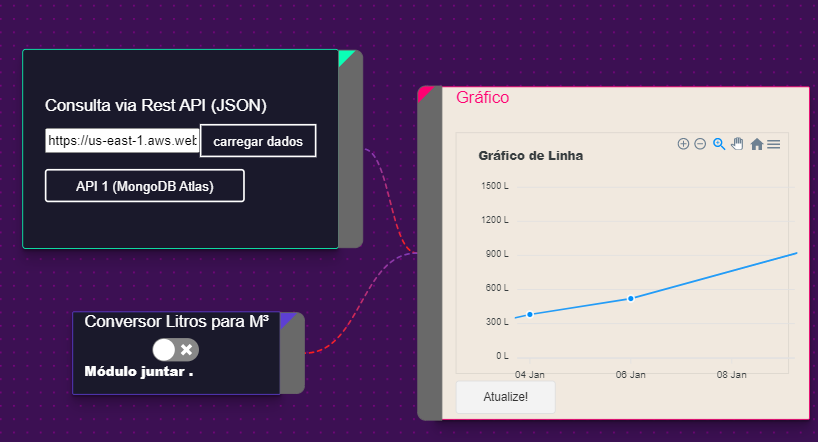 Consulta via Rest API (JSON)
https://us-east-1.aws.web
carregar dados
API 1 (MongoDB Atlas)
Conversor Litros para M³
Módulo juntar .
Gráfico
Gráfico de Linha
1500 L
1200 L
900 L
600 L
300 L
0 L
04 Jan
06 Jan
08 Jan
Atualize!